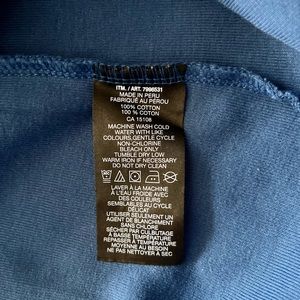 ITM. / ART. 7996531
MADE IN PERU
FABRIQUÉ AU PÉROU
100% COTTON
100 % COTON
CA 15108
MACHINE WASH COLD
WATER WITH LIKE
COLOURS, GENTLE CYCLE
NON-CHLORINE
BLEACH ONLY
TUMBLE DRY LOW
WARM IRON IF NECESSARY
DO NOT DRY CLEAN
LAVER À LA MACHINE
À L'EAU FROIDE AVEC
DES COULEURS
SEMBLABLES AU CYCLE
DÉLICAT
UTILISER SEULEMENT UN
AGENT DE BLANCHIMENT
SANS CHLORE
SÉCHER PAR CULBUTAGE
À BASSE TEMPÉRATURE
REPASSER À TEMPÉRATURE
MOYENNE AU BESOIN
NE PAS NETTOYER À SEC